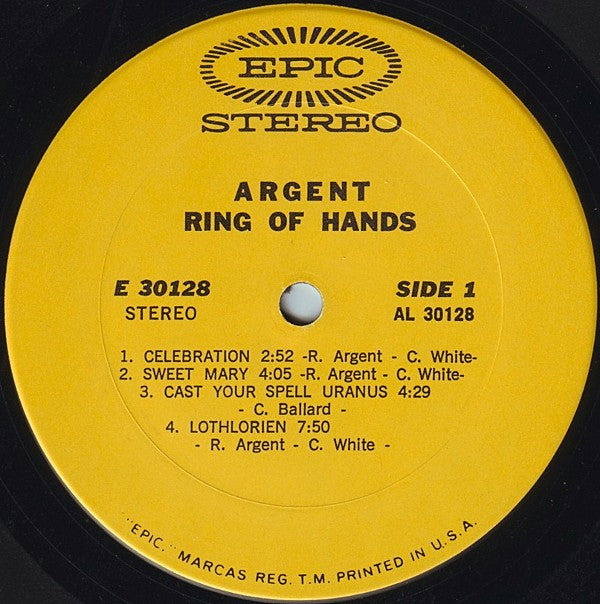 EPIC
STEREO
ARGENT
RING OF HANDS
E 30128
STEREO
SIDE 1
AL 30128
1. CELEBRATION 2:52 -R. Argent - C. White-
2. SWEET MARY 4:05 -R. Argent - C. White-
3. CAST YOUR SPELL URANUS 4:29
- C. Ballard -
4. LOTHLORIEN 7:50
- R. Argent - C. White -
"EPIC," MARCAS REG. T.M. PRINTED IN U.S.A.